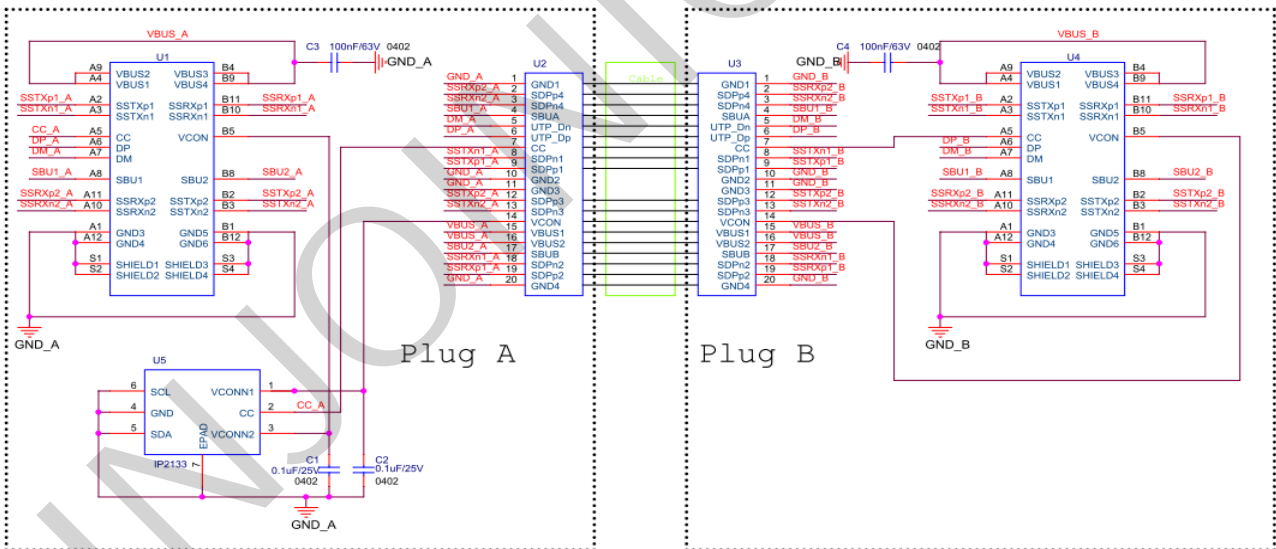 VBUS_A
U1
A9 VBUS2 VBUS3 B4
A4 VBUS1 VBUS4 B9
SSTXp1_A A2 SSTXp1 SSRXp1 B11 SSRXp1_A
SSTXn1_A A3 SSTXn1 SSRXn1 B10 SSRXn1_A
CC_A A5 CC VCON B5
DP_A A6 DP
DM_A A7 DM
SBU1_A A8 SBU1 SBU2 B8 SBU2_A
SSRXp2_A A11 SSRXp2 SSTXp2 B2 SSTXp2_A
SSRXn2_A A10 SSRXn2 SSTXn2 B3 SSTXn2_A
A1 GND3 GND5 B1
A12 GND4 GND6 B12
S1 SHIELD1 SHIELD3 S3
S2 SHIELD2 SHIELD4 S4
GND_A
C3 100nF/63V 0402
GND_A
U2
GND_A 1 GND1
SSRXp2_A 2 SDPp4
SSRXn2_A 3 SDPn4
SBU1_A 4 SBUA
DM_A 5 UTP_Dn
DP_A 6 UTP_Dp
7 CC
SSTXn1_A 8 SDPn1
SSTXp1_A 9 SDPp1
GND_A 10 GND2
GND_A 11 GND3
SSTXp2_A 12 SDPp3
SSTXn2_A 13 SDPn3
14 VCON
VBUS_A 15 VBUS1
VBUS_A 16 VBUS2
SBU2_A 17 SBUB
SSRXn1_A 18 SDPn2
SSRXp1_A 19 SDPp2
GND_A 20 GND4
Cable
U3
GND1 1 GND_B
SDPp4 2 SSRXp2_B
SDPn4 3 SSRXn2_B
SBUA 4 SBU1_B
UTP_Dn 5 DM_B
UTP_Dp 6 DP_B
CC 7
SDPn1 8 SSTXn1_B
SDPp1 9 SSTXp1_B
GND2 10 GND_B
GND3 11 GND_B
SDPp3 12 SSTXp2_B
SDPn3 13 SSTXn2_B
VCON 14
VBUS1 15 VBUS_B
VBUS2 16 VBUS_B
SBUB 17 SBU2_B
SDPn2 18 SSRXn1_B
SDPp2 19 SSRXp1_B
GND4 20 GND_B
C4 100nF/63V 0402
GND_B
VBUS_B
U4
A9 VBUS2 VBUS3 B4
A4 VBUS1 VBUS4 B9
SSTXp1_B A2 SSTXp1 SSRXp1 B11 SSRXp1_B
SSTXn1_B A3 SSTXn1 SSRXn1 B10 SSRXn1_B
A5 CC VCON B5
DP_B A6 DP
DM_B A7 DM
SBU1_B A8 SBU1 SBU2 B8 SBU2_B
SSRXp2_B A11 SSRXp2 SSTXp2 B2 SSTXp2_B
SSRXn2_B A10 SSRXn2 SSTXn2 B3 SSTXn2_B
A1 GND3 GND5 B1
A12 GND4 GND6 B12
S1 SHIELD1 SHIELD3 S3
S2 SHIELD2 SHIELD4 S4
GND_B
Plug A
Plug B
U5
6 SCL VCONN1 1
4 GND CC 2 CC_A
5 SDA VCONN2 3
EPAD
7
IP2133
C1
0.1uF/25V
0402
C2
0.1uF/25V
0402
GND_A